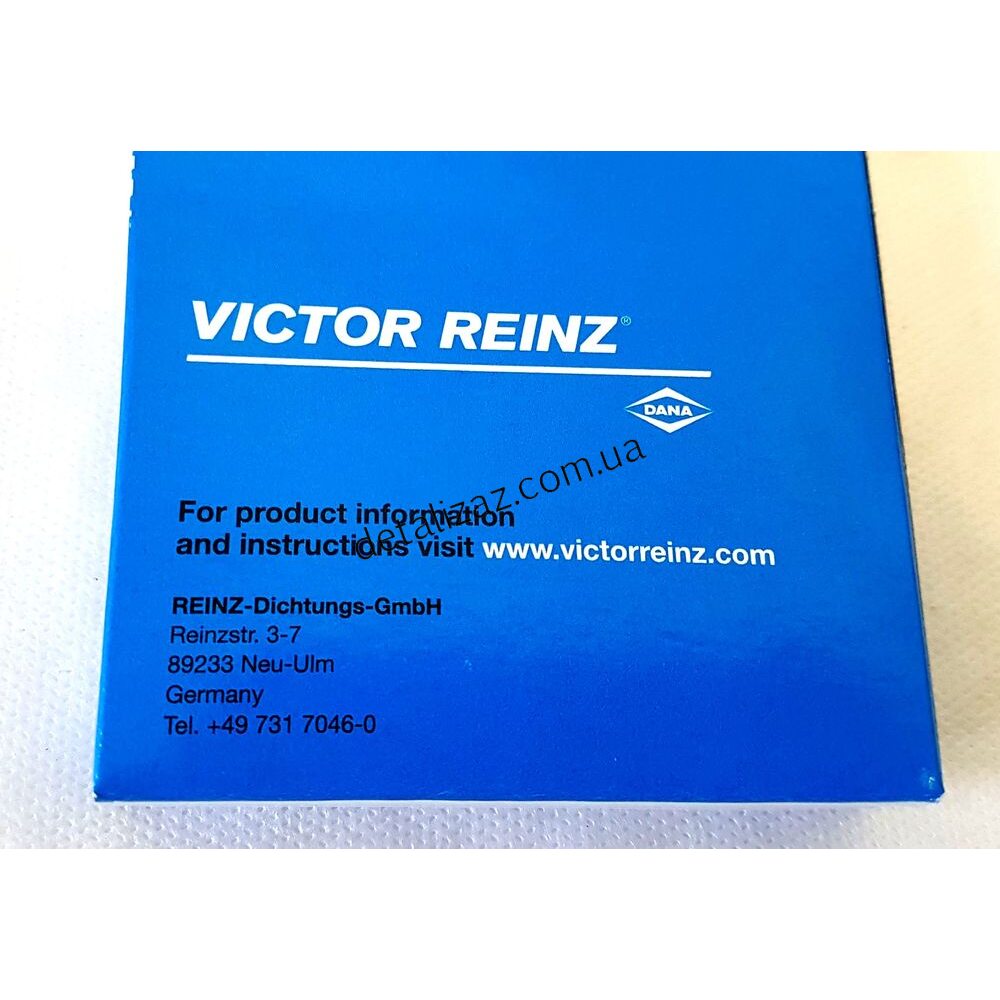 VICTOR REINZ®
DANA
detalizaz.com.ua
For product information
and instructions visit www.victorreinz.com
REINZ-Dichtungs-GmbH
Reinzstr. 3-7
89233 Neu-Ulm
Germany
Tel. +49 731 7046-0